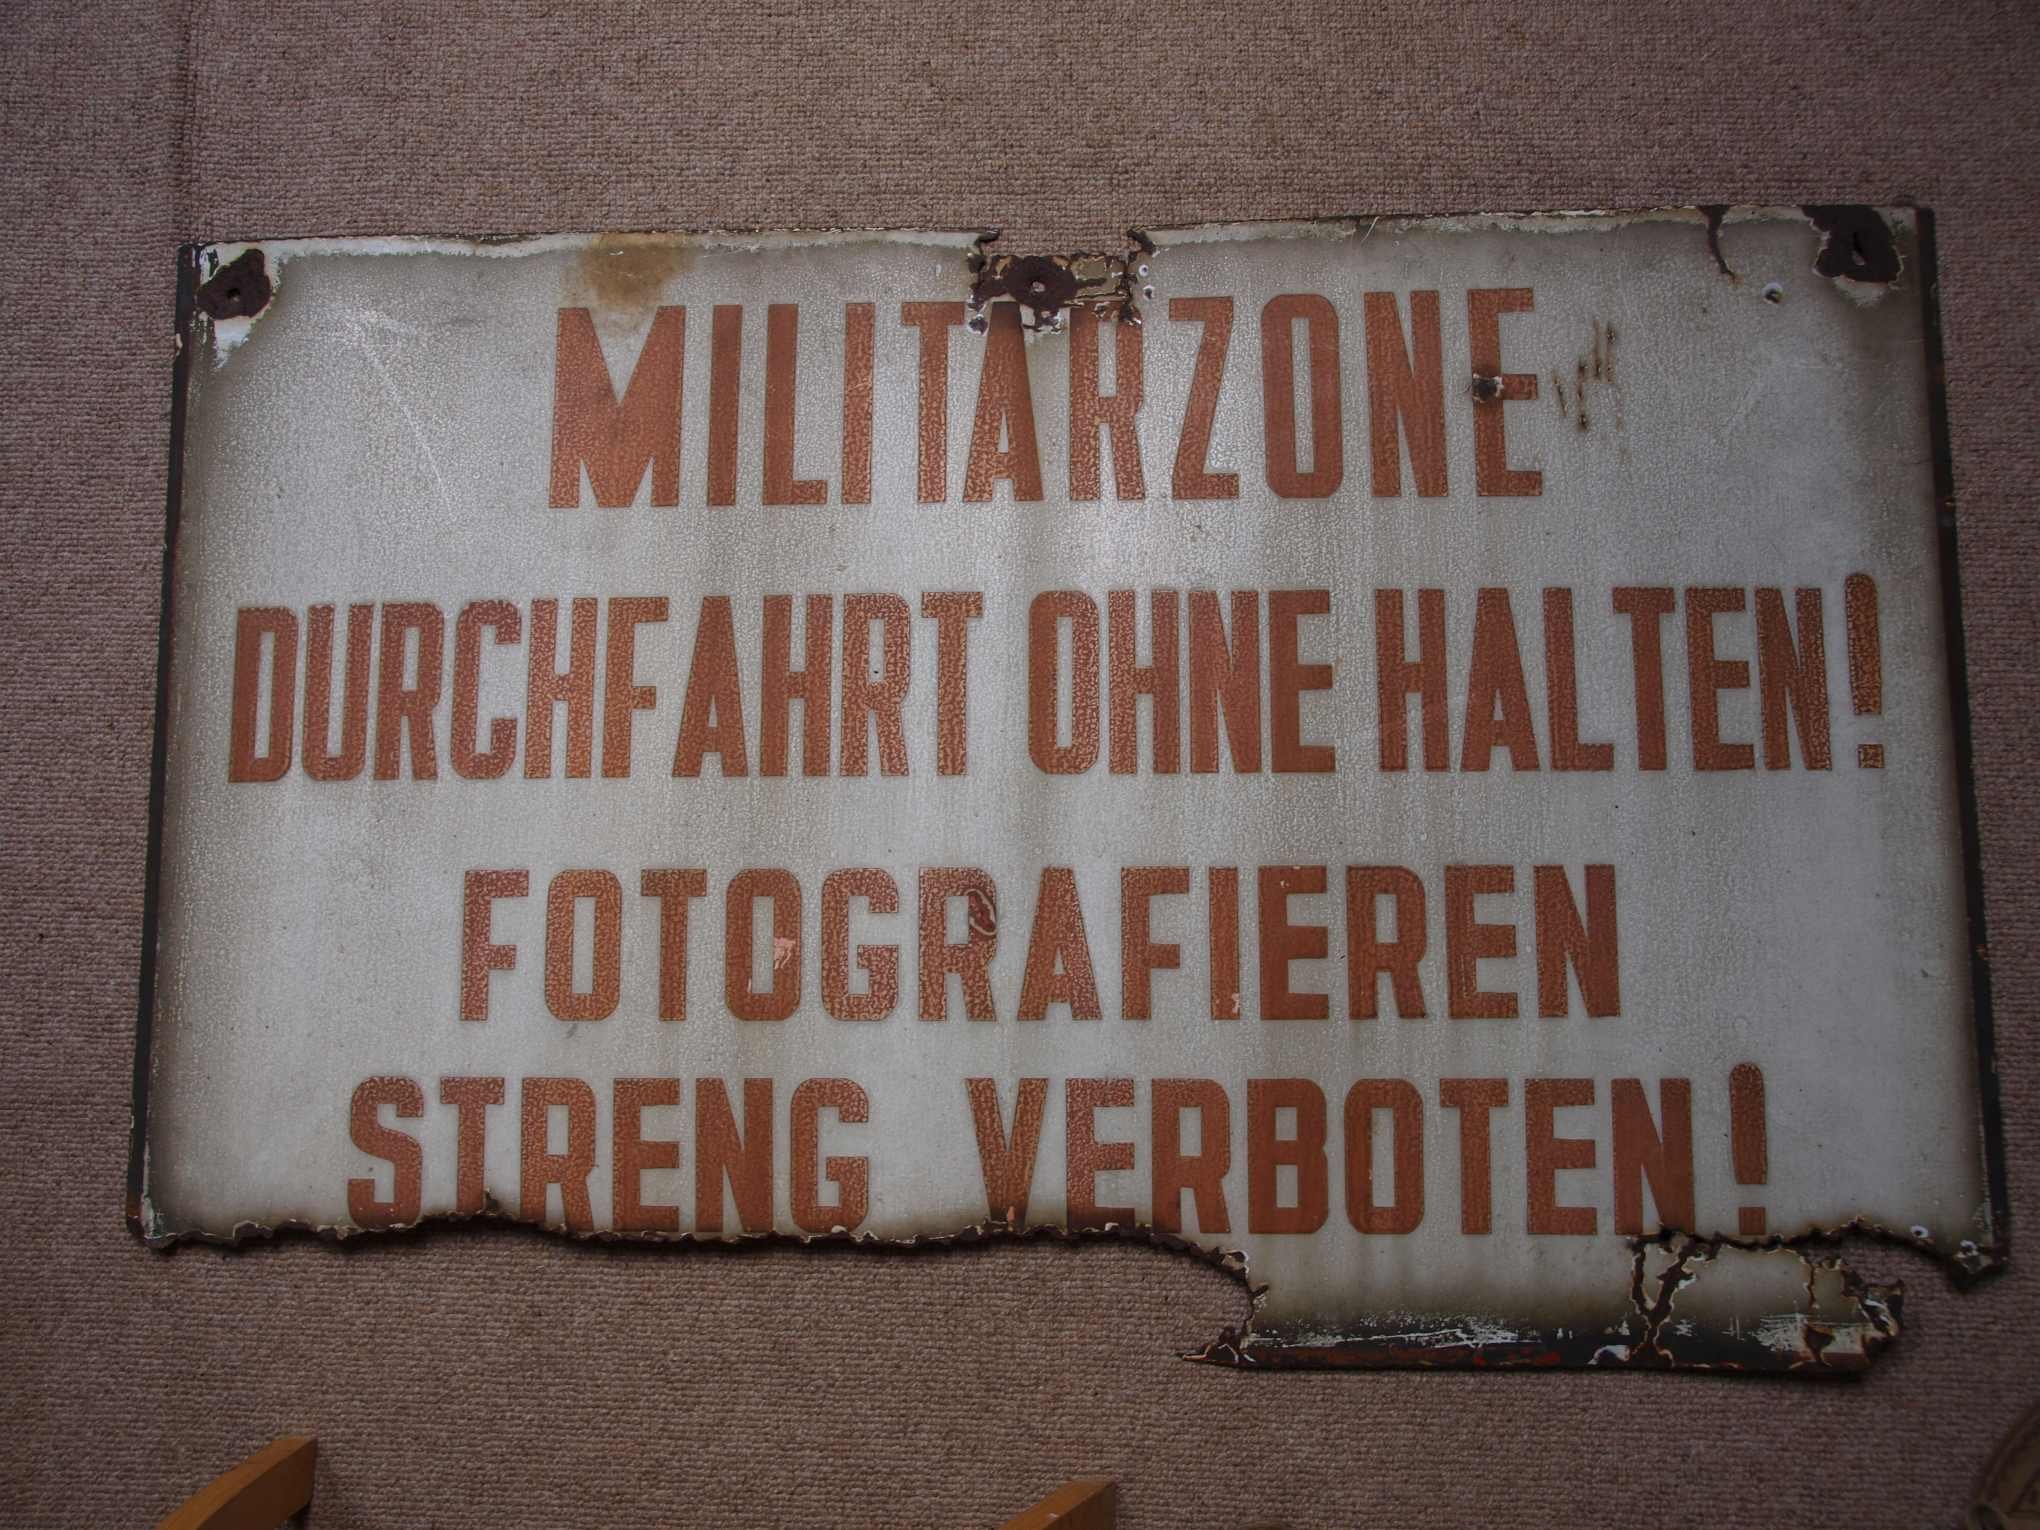 MILITARZONE
DURCHFAHRT OHNE HALTEN!
FOTOGRAFIEREN
STRENG VERBOTEN!